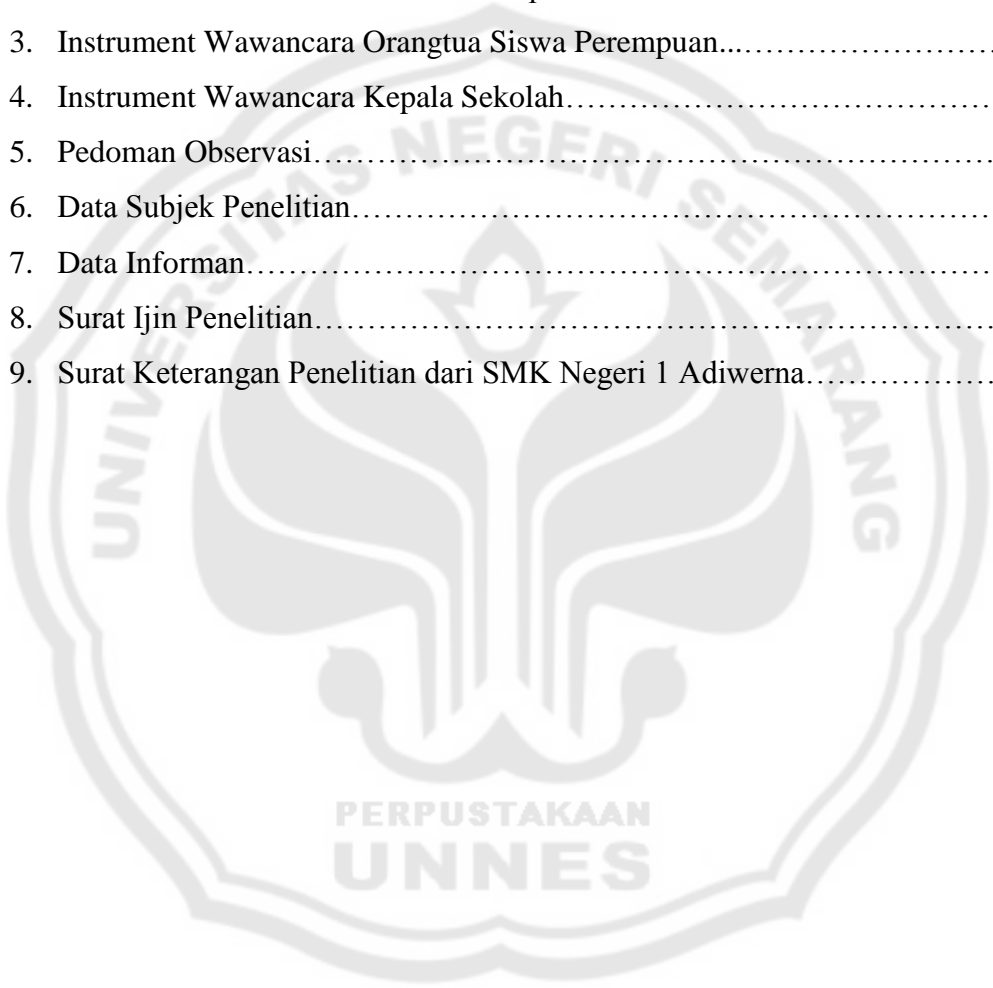 3. Instrument Wawancara Orangtua Siswa Perempuan...……………………
4. Instrument Wawancara Kepala Sekolah……………………………………
5. Pedoman Observasi…………………………………………………………
6. Data Subjek Penelitian………………………………………………………
7. Data Informan………………………………………………………………
8. Surat Ijin Penelitian…………………………………………………………
9. Surat Keterangan Penelitian dari SMK Negeri 1 Adiwerna………………
UNIVERSITAS NEGERI SEMARANG
PERPUSTAKAAN
UNNES